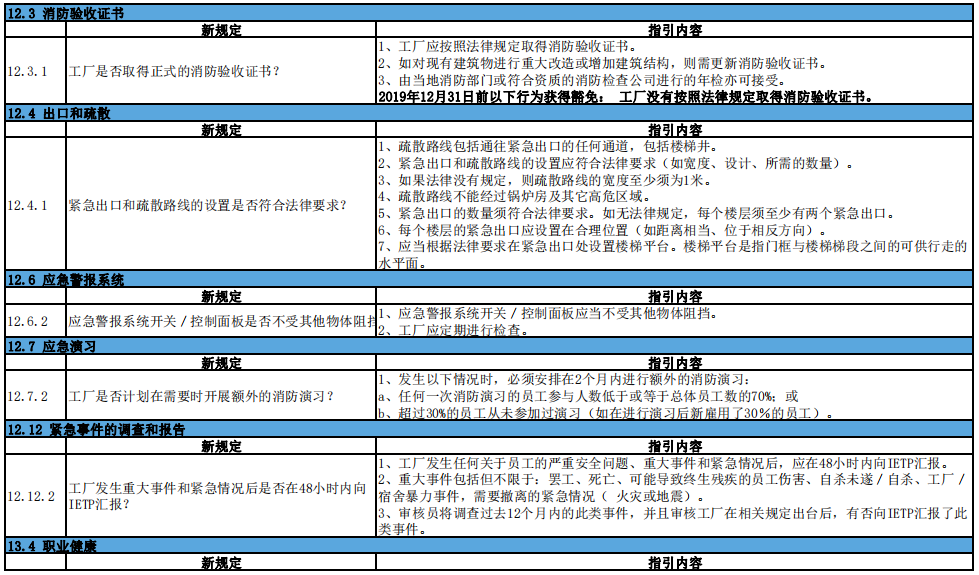 12.3 消防验收证书
新规定 指引内容
12.3.1 工厂是否取得正式的消防验收证书?
1、工厂应按照法律规定取得消防验收证书。
2、如对现有建筑物进行重大改造或增加建筑结构，则需更新消防验收证书。
3、由当地消防部门或符合资质的消防检查公司进行的年检亦可接受。
2019年12月31日前以下行为获得豁免： 工厂没有按照法律规定取得消防验收证书。
12.4 出口和疏散
新规定 指引内容
12.4.1 紧急出口和疏散路线的设置是否符合法律要求?
1、疏散路线包括通往紧急出口的任何通道，包括楼梯井。
2、紧急出口和疏散路线的设置应符合法律要求（如宽度、设计、所需的数量）。
3、如果法律没有规定，则疏散路线的宽度至少须为1米。
4、疏散路线不能经过锅炉房及其它高危区域。
5、紧急出口的数量须符合法律要求。如无法律规定，每个楼层须至少有两个紧急出口。
6、每个楼层的紧急出口应设置在合理位置（如距离相当、位于相反方向）。
7、应当根据法律要求在紧急出口处设置楼梯平台。楼梯平台是指门框与楼梯梯段之间的可供行走的
水平面。
12.6 应急警报系统
新规定 指引内容
12.6.2 应急警报系统开关／控制面板是否不受其他物体阻挡
1、应急警报系统开关／控制面板应当不受其他物体阻挡。
2、工厂应定期进行检查。
12.7 应急演习
新规定 指引内容
12.7.2 工厂是否计划在需要时开展额外的消防演习?
1、发生以下情况时，必须安排在2个月内进行额外的消防演习:
a、任何一次消防演习的员工参与人数低于或等于总体员工数的70%; 或
b、超过30%的员工从未参加过演习（如在进行演习后新雇用了30%的员工）。
12.12 紧急事件的调查和报告
新规定 指引内容
12.12.2 工厂发生重大事件和紧急情况后是否在48小时内向
IETP汇报?
1、工厂发生任何关于员工的严重安全问题、重大事件和紧急情况后，应在48小时内向IETP汇报。
2、重大事件包括但不限于: 罢工、死亡、可能导致终生残疾的员工伤害、自杀未遂／自杀、工厂／
宿舍暴力事件，需要撤离的紧急情况（ 火灾或地震）。
3、审核员将调查过去12个月内的此类事件，并且审核工厂在相关规定出台后，有否向IETP汇报了此
类事件。
13.4 职业健康
新规定 指引内容